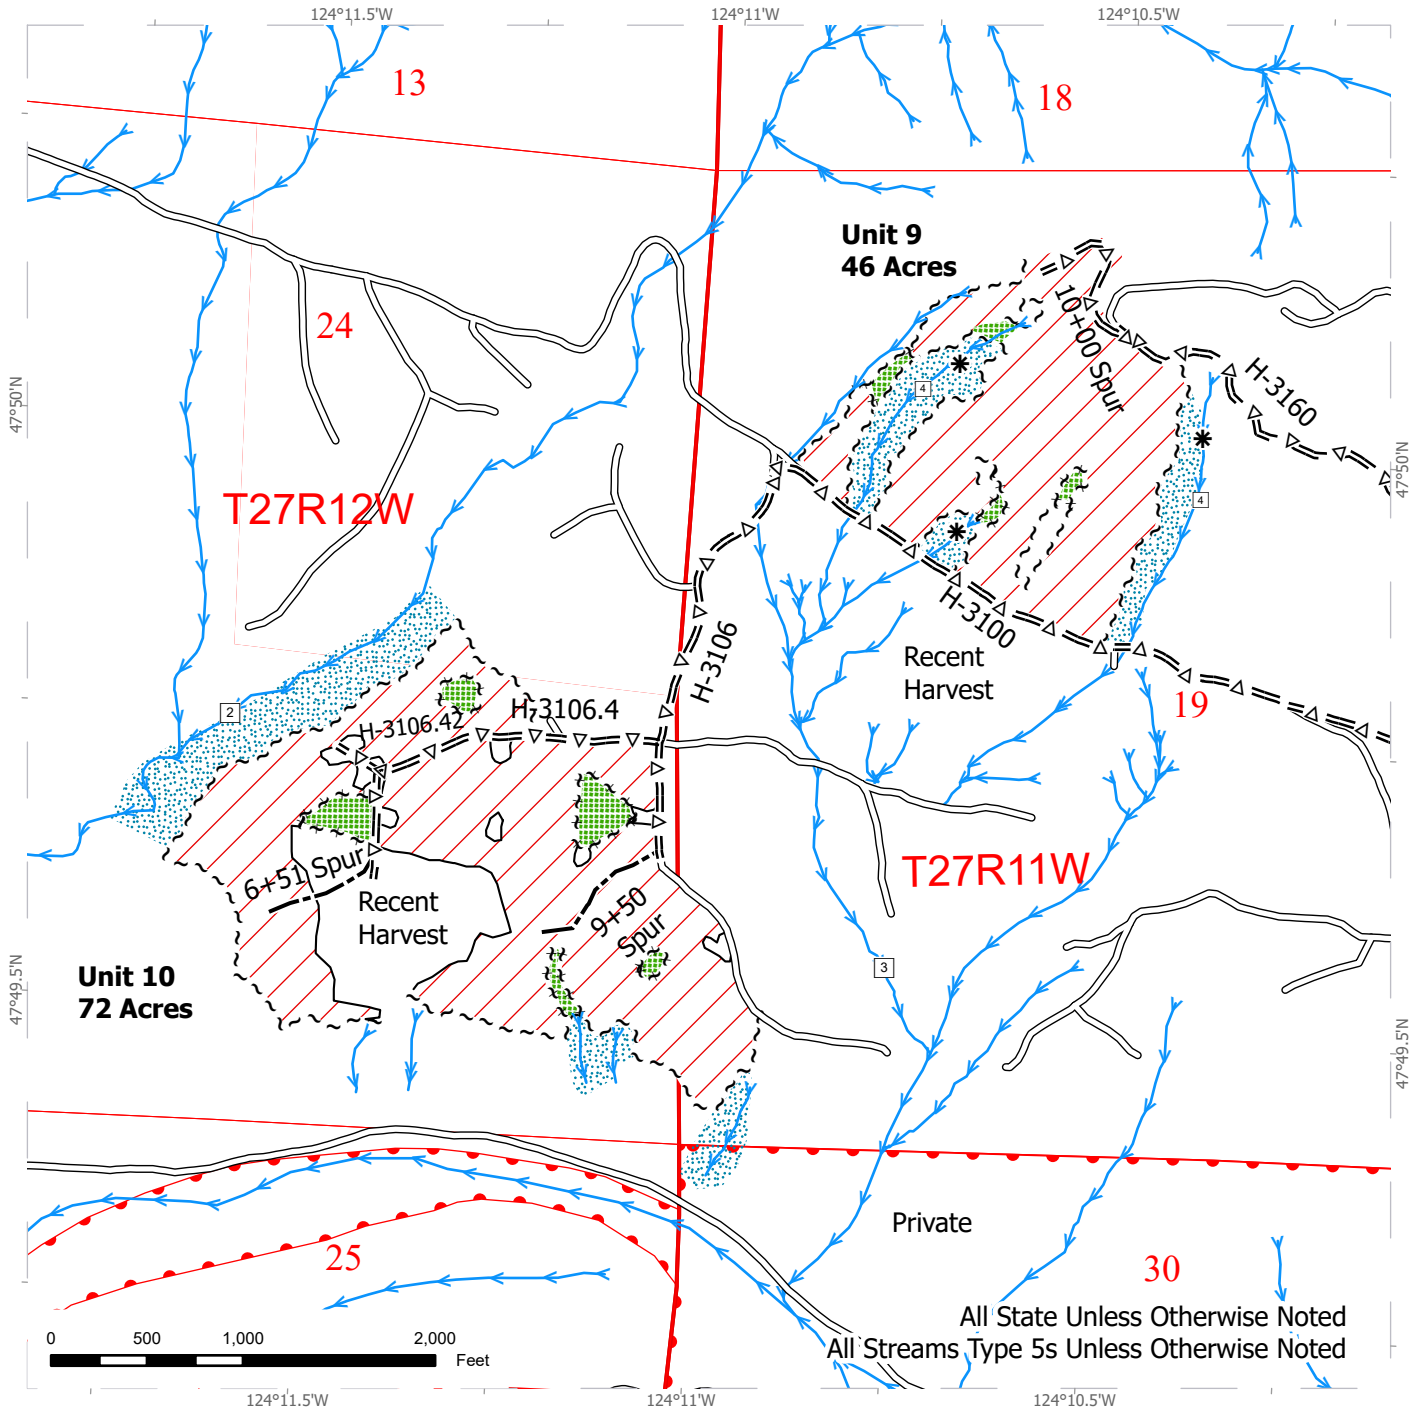 124°11.5'W
124°11'W
124°10.5'W
13
18
Unit 9
46 Acres
24
10+00 Spur
H-3160
47°50'N
47°50'N
4
4
T27R12W
H-3100
H-3106
Recent
Harvest
19
2
H-3106.4
H-3106.42
T27R11W
6+51 Spur
Recent
Harvest
9+50
Spur
3
Unit 10
72 Acres
47°49.5'N
47°49.5'N
Private
25
30
All State Unless Otherwise Noted
All Streams Type 5s Unless Otherwise Noted
0 500 1,000 2,000
Feet
124°11.5'W
124°11'W
124°10.5'W